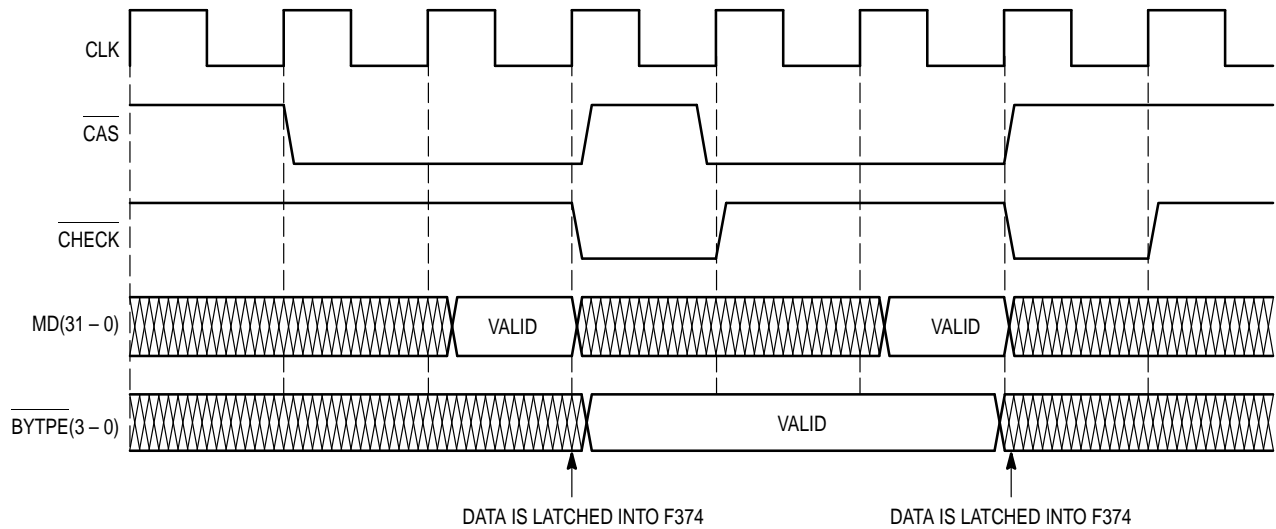 CLK
CAS
CHECK
MD(31 – 0)
VALID
VALID
BYTPE(3 – 0)
VALID
DATA IS LATCHED INTO F374
DATA IS LATCHED INTO F374